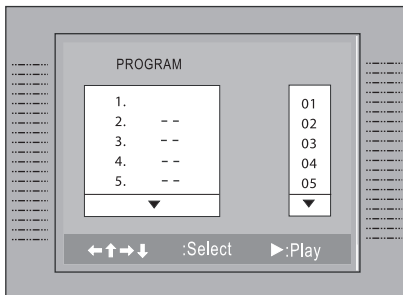 PROGRAM
1.
2. - -
3. - -
4. - -
5. - -
▼
01
02
03
04
05
▼
←↑→↓ :Select ▶:Play